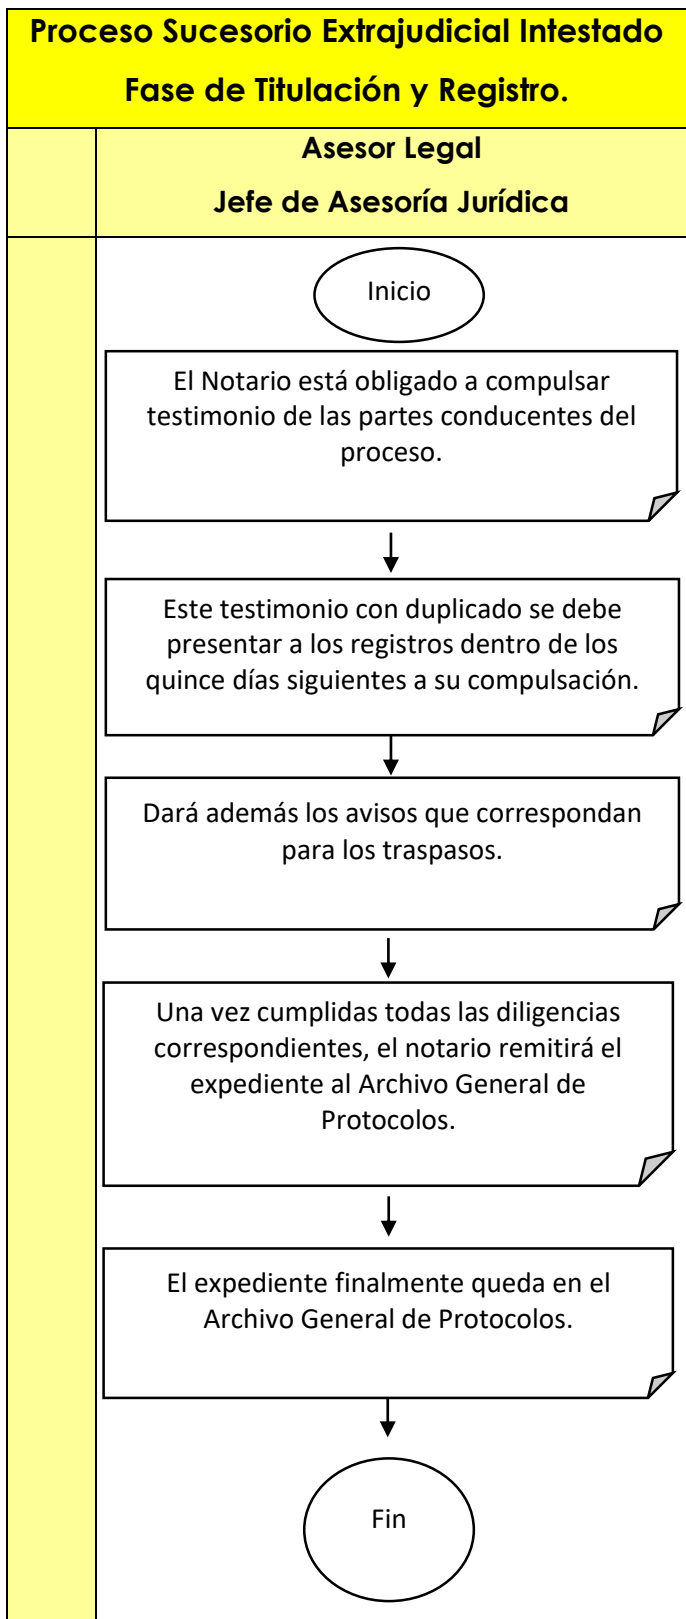 Proceso Sucesorio Extrajudicial Intestado
Fase de Titulación y Registro.
Asesor Legal
Jefe de Asesoría Jurídica
Inicio
El Notario está obligado a compulsar
testimonio de las partes conducentes del
proceso.
Este testimonio con duplicado se debe
presentar a los registros dentro de los
quince días siguientes a su compulsación.
Dará además los avisos que correspondan
para los traspasos.
Una vez cumplidas todas las diligencias
correspondientes, el notario remitirá el
expediente al Archivo General de
Protocolos.
El expediente finalmente queda en el
Archivo General de Protocolos.
Fin